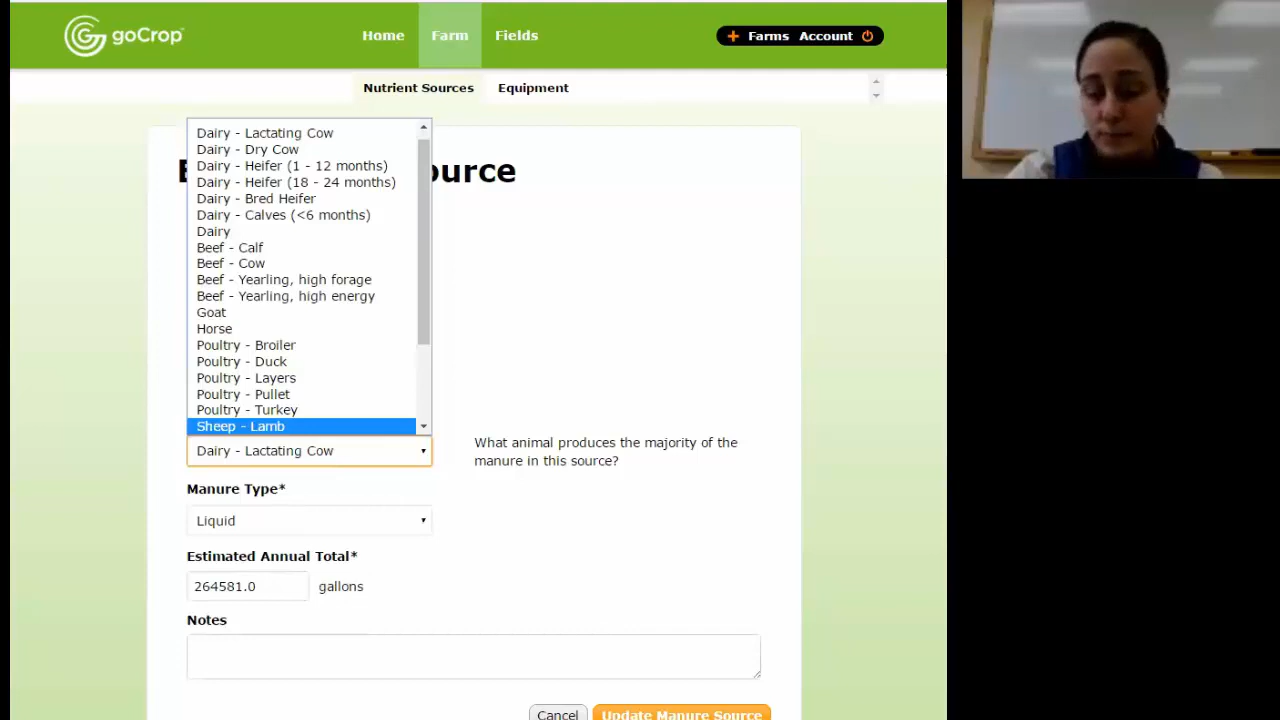 goCrop
Home Farm Fields
+ Farms Account
Nutrient Sources Equipment
ource
Dairy - Lactating Cow
Dairy - Dry Cow
Dairy - Heifer (1 - 12 months)
Dairy - Heifer (18 - 24 months)
Dairy - Bred Heifer
Dairy - Calves (<6 months)
Dairy
Beef - Calf
Beef - Cow
Beef - Yearling, high forage
Beef - Yearling, high energy
Goat
Horse
Poultry - Broiler
Poultry - Duck
Poultry - Layers
Poultry - Pullet
Poultry - Turkey
Sheep - Lamb
Dairy - Lactating Cow
What animal produces the majority of the
manure in this source?
Manure Type*
Liquid
Estimated Annual Total*
264581.0 gallons
Notes
Cancel Update Manure Source